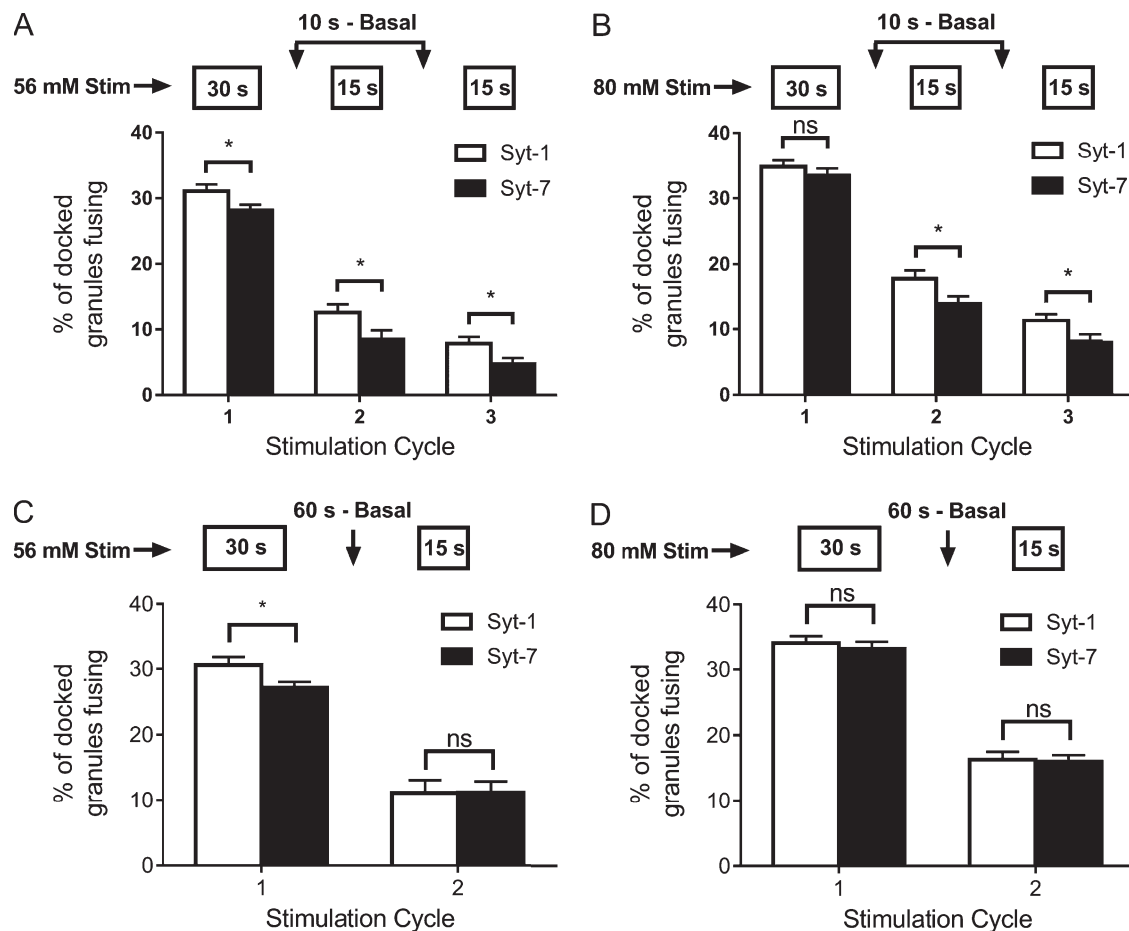 A
10 s - Basal
56 mM Stim
30 s
15 s
15 s
*
*
*
Syt-1
Syt-7
% of docked
granules fusing
40
30
20
10
0
1
2
3
Stimulation Cycle
B
10 s - Basal
80 mM Stim
30 s
15 s
15 s
ns
*
*
Syt-1
Syt-7
% of docked
granules fusing
40
30
20
10
0
1
2
3
Stimulation Cycle
C
60 s - Basal
56 mM Stim
30 s
15 s
*
ns
Syt-1
Syt-7
% of docked
granules fusing
40
30
20
10
0
1
2
Stimulation Cycle
D
60 s - Basal
80 mM Stim
30 s
15 s
ns
ns
Syt-1
Syt-7
% of docked
granules fusing
40
30
20
10
0
1
2
Stimulation Cycle